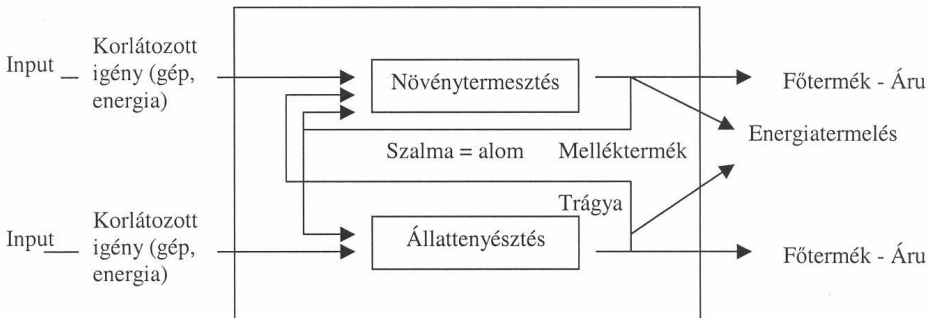 Input
Korlátozott
igény (gép,
energia)
Növénytermesztés
Főtermék - Áru
Energiatermelés
Szalma = alom
Melléktermék
Trágya
Input
Korlátozott
igény (gép,
energia)
Állattenyésztés
Főtermék - Áru